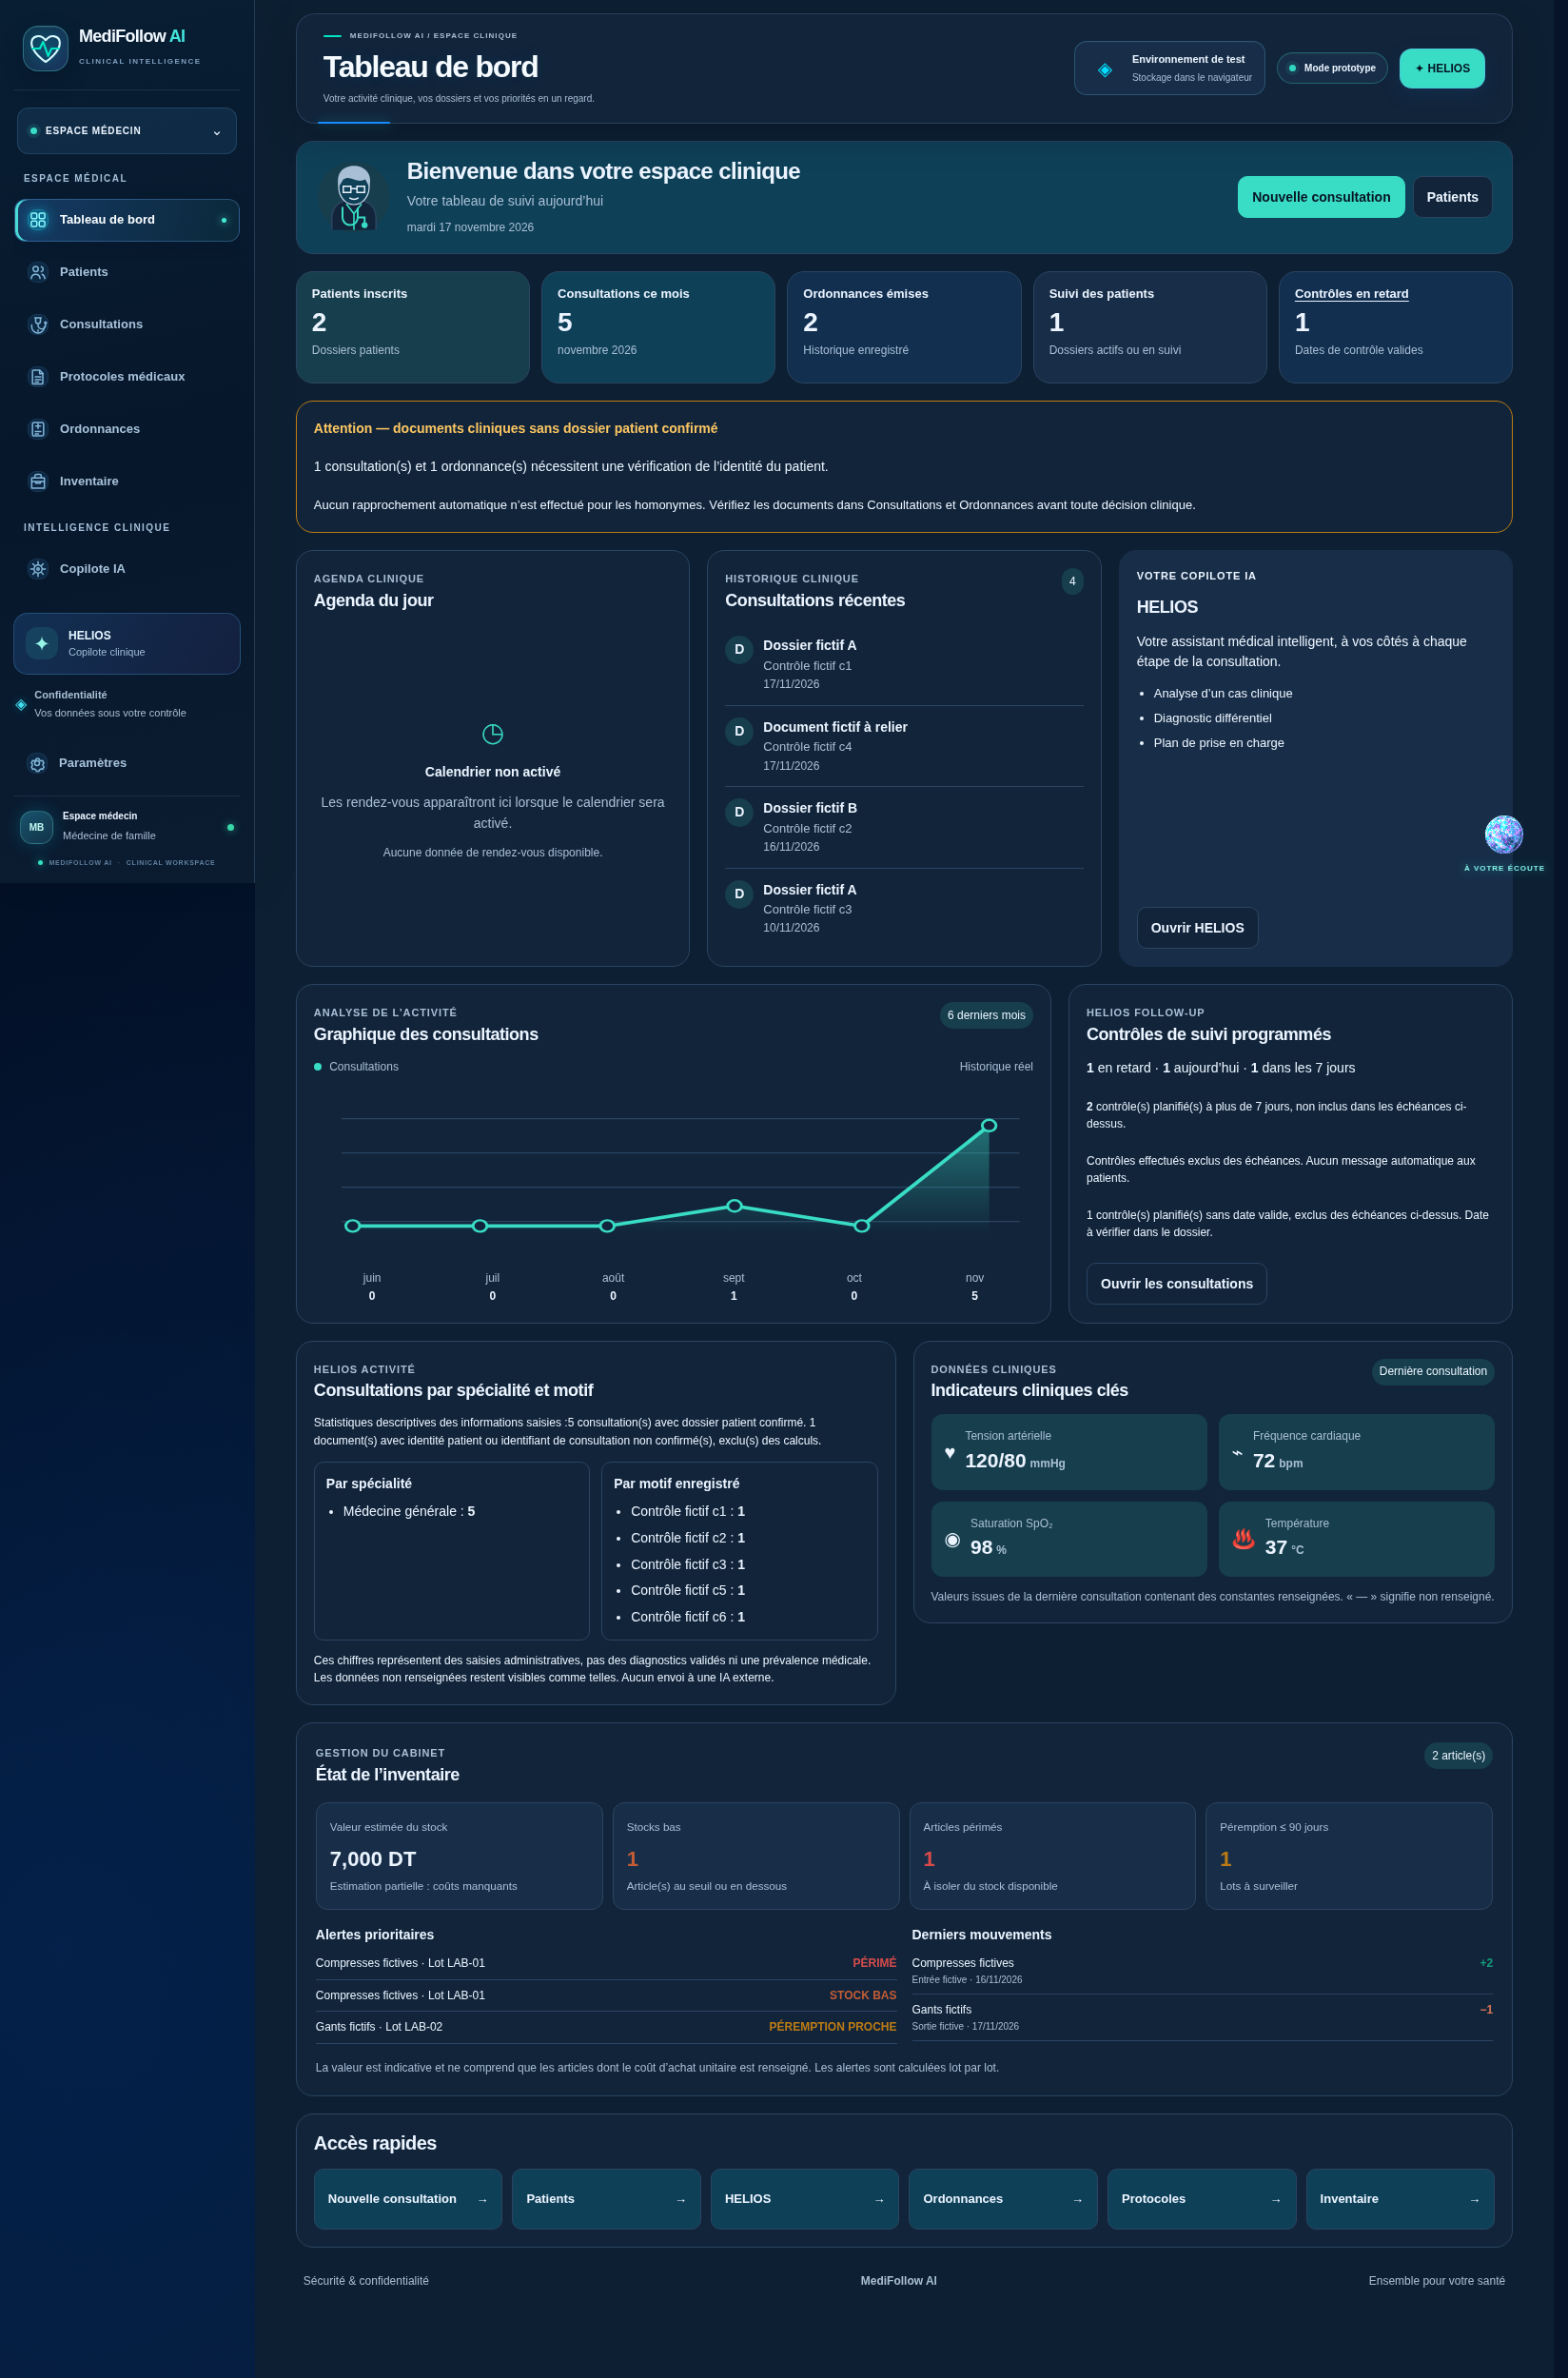 MediFollow AI
CLINICAL INTELLIGENCE
ESPACE MÉDECIN
ESPACE MÉDICAL
Tableau de bord
Patients
Consultations
Protocoles médicaux
Ordonnances
Inventaire
INTELLIGENCE CLINIQUE
Copilote IA
HELIOS
Copilote clinique
Confidentialité
Vos données sous votre contrôle
Paramètres
MB
Espace médecin
Médecine de famille
MEDIFOLLOW AI · CLINICAL WORKSPACE
MEDIFOLLOW AI / ESPACE CLINIQUE
Tableau de bord
Votre activité clinique, vos dossiers et vos priorités en un regard.
Environnement de test
Stockage dans le navigateur
Mode prototype
✦ HELIOS
Bienvenue dans votre espace clinique
Votre tableau de suivi aujourd’hui
mardi 17 novembre 2026
Nouvelle consultation
Patients
Patients inscrits
2
Dossiers patients
Consultations ce mois
5
novembre 2026
Ordonnances émises
2
Historique enregistré
Suivi des patients
1
Dossiers actifs ou en suivi
Contrôles en retard
1
Dates de contrôle valides
Attention — documents cliniques sans dossier patient confirmé
1 consultation(s) et 1 ordonnance(s) nécessitent une vérification de l’identité du patient.
Aucun rapprochement automatique n’est effectué pour les homonymes. Vérifiez les documents dans Consultations et Ordonnances avant toute décision clinique.
AGENDA CLINIQUE
Agenda du jour
Calendrier non activé
Les rendez-vous apparaîtront ici lorsque le calendrier sera
activé.
Aucune donnée de rendez-vous disponible.
HISTORIQUE CLINIQUE
Consultations récentes
4
D
Dossier fictif A
Contrôle fictif c1
17/11/2026
D
Document fictif à relier
Contrôle fictif c4
17/11/2026
D
Dossier fictif B
Contrôle fictif c2
16/11/2026
D
Dossier fictif A
Contrôle fictif c3
10/11/2026
VOTRE COPILOTE IA
HELIOS
Votre assistant médical intelligent, à vos côtés à chaque
étape de la consultation.
• Analyse d’un cas clinique
• Diagnostic différentiel
• Plan de prise en charge
À VOTRE ÉCOUTE
Ouvrir HELIOS
ANALYSE DE L’ACTIVITÉ
Graphique des consultations
6 derniers mois
Consultations
Historique réel
juin juil août sept oct nov
0 0 0 1 0 5
HELIOS FOLLOW-UP
Contrôles de suivi programmés
1 en retard · 1 aujourd’hui · 1 dans les 7 jours
2 contrôle(s) planifié(s) à plus de 7 jours, non inclus dans les échéances ci-
dessus.
Contrôles effectués exclus des échéances. Aucun message automatique aux
patients.
1 contrôle(s) planifié(s) sans date valide, exclus des échéances ci-dessus. Date
à vérifier dans le dossier.
Ouvrir les consultations
HELIOS ACTIVITÉ
Consultations par spécialité et motif
Statistiques descriptives des informations saisies :5 consultation(s) avec dossier patient confirmé. 1
document(s) avec identité patient ou identifiant de consultation non confirmé(s), exclu(s) des calculs.
Par spécialité
• Médecine générale : 5
Par motif enregistré
• Contrôle fictif c1 : 1
• Contrôle fictif c2 : 1
• Contrôle fictif c3 : 1
• Contrôle fictif c5 : 1
• Contrôle fictif c6 : 1
Ces chiffres représentent des saisies administratives, pas des diagnostics validés ni une prévalence médicale.
Les données non renseignées restent visibles comme telles. Aucun envoi à une IA externe.
DONNÉES CLINIQUES
Indicateurs cliniques clés
Dernière consultation
Tension artérielle
120/80 mmHg
Fréquence cardiaque
72 bpm
Saturation SpO₂
98 %
Température
37 °C
Valeurs issues de la dernière consultation contenant des constantes renseignées. « — » signifie non renseigné.
GESTION DU CABINET
État de l’inventaire
2 article(s)
Valeur estimée du stock
7,000 DT
Estimation partielle : coûts manquants
Stocks bas
1
Article(s) au seuil ou en dessous
Articles périmés
1
À isoler du stock disponible
Péremption ≤ 90 jours
1
Lots à surveiller
Alertes prioritaires
Compresses fictives · Lot LAB-01 PÉRIMÉ
Compresses fictives · Lot LAB-01 STOCK BAS
Gants fictifs · Lot LAB-02 PÉREMPTION PROCHE
Derniers mouvements
Compresses fictives +2
Entrée fictive · 16/11/2026
Gants fictifs −1
Sortie fictive · 17/11/2026
La valeur est indicative et ne comprend que les articles dont le coût d’achat unitaire est renseigné. Les alertes sont calculées lot par lot.
Accès rapides
Nouvelle consultation →
Patients →
HELIOS →
Ordonnances →
Protocoles →
Inventaire →
Sécurité & confidentialité
MediFollow AI
Ensemble pour votre santé